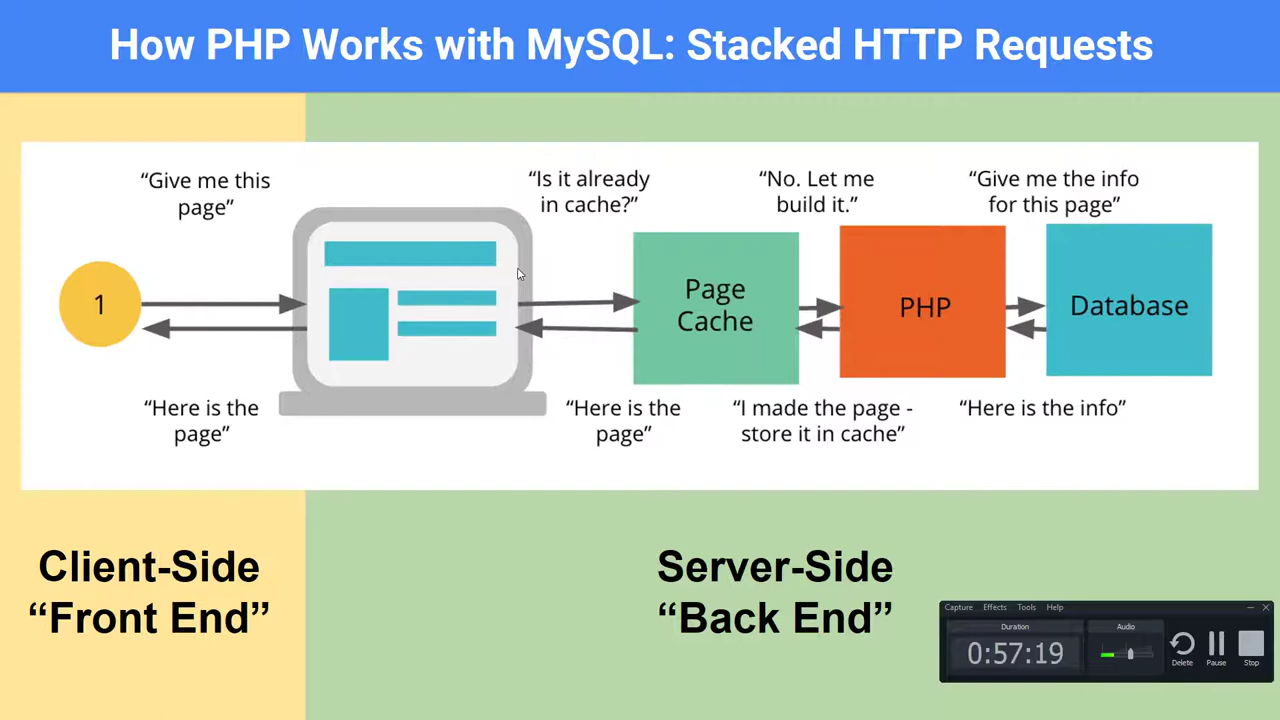 How PHP Works with MySQL: Stacked HTTP Requests
“Give me this
page”
“Is it already
in cache?”
“No. Let me
build it.”
“Give me the info
for this page”
1
Page
Cache
PHP
Database
“Here is the
page”
“Here is the
page”
“I made the page -
store it in cache”
“Here is the info”
Client-Side
“Front End”
Server-Side
“Back End”
Capture Effects Tools Help
Duration
Audio
0:57:19
Delete Pause Stop